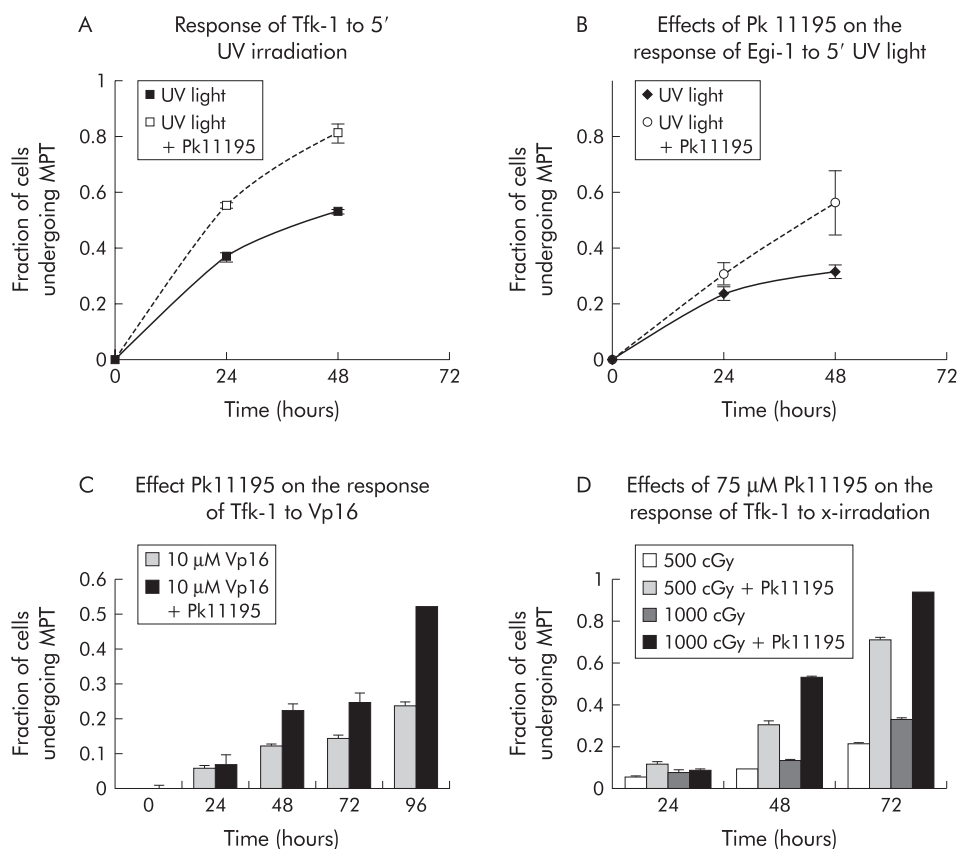 A
Response of Tfk-1 to 5′
UV irradiation
1
0.8
0.6
0.4
0.2
0
Fraction of cells
undergoing MPT
UV light
UV light
+ Pk11195
0
24
48
72
Time (hours)
B
Effects of Pk 11195 on the
response of Egi-1 to 5′ UV light
1
0.8
0.6
0.4
0.2
0
Fraction of cells
undergoing MPT
UV light
UV light
+ Pk11195
0
24
48
72
Time (hours)
C
Effect Pk11195 on the response
of Tfk-1 to Vp16
0.6
0.5
0.4
0.3
0.2
0.1
0
Fraction of cells
undergoing MPT
10 µM Vp16
10 µM Vp16
+ Pk11195
0
24
48
72
96
Time (hours)
D
Effects of 75 µM Pk11195 on the
response of Tfk-1 to x-irradation
1
0.8
0.6
0.4
0.2
0
Fraction of cells
undergoing MPT
500 cGy
500 cGy + Pk11195
1000 cGy
1000 cGy + Pk11195
24
48
72
Time (hours)